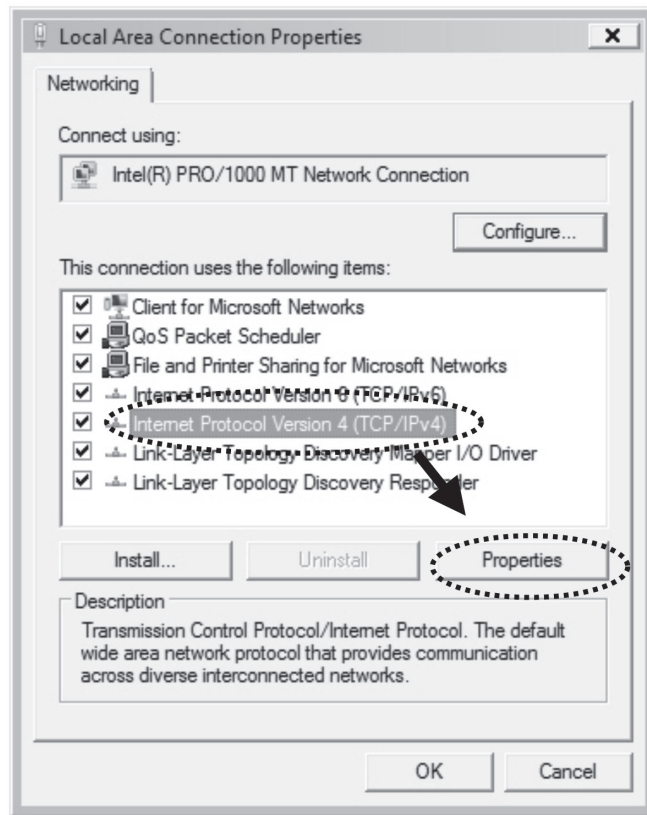 Local Area Connection Properties
Networking
Connect using:
Intel(R) PRO/1000 MT Network Connection
Configure...
This connection uses the following items:
Client for Microsoft Networks
QoS Packet Scheduler
File and Printer Sharing for Microsoft Networks
Internet Protocol Version 6 (TCP/IPv6)
Internet Protocol Version 4 (TCP/IPv4)
Link-Layer Topology Discovery Mapper I/O Driver
Link-Layer Topology Discovery Responder
Install...
Uninstall
Properties
Description
Transmission Control Protocol/Internet Protocol. The default
wide area network protocol that provides communication
across diverse interconnected networks.
OK
Cancel